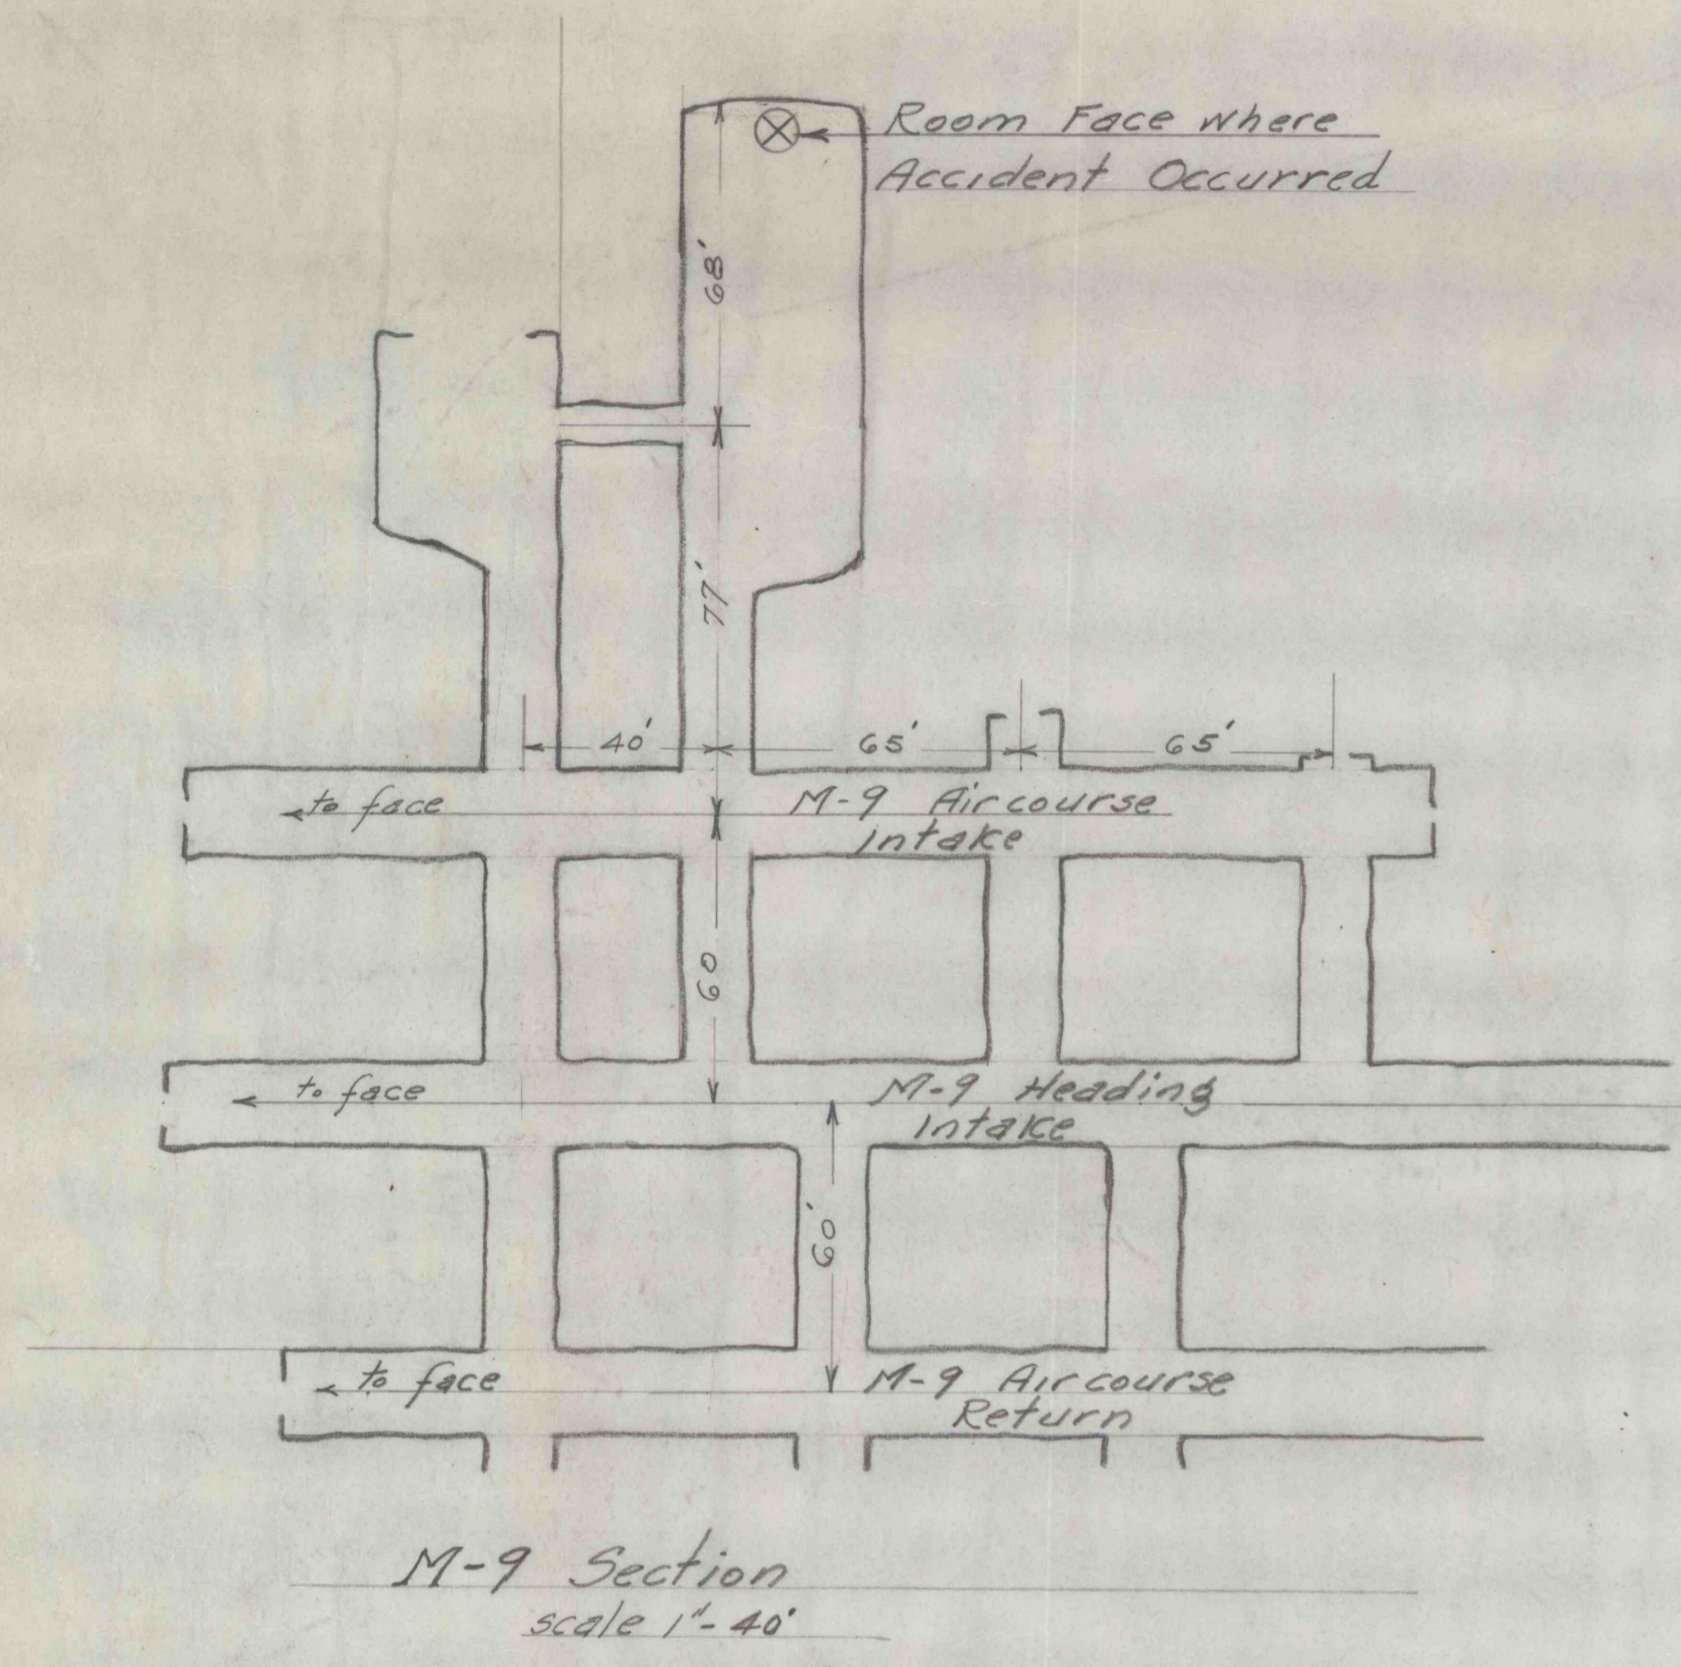 Room Face where
Accident Occurred
68'
77'
40'
65'
65'
to face
M-9 Aircourse
Intake
60
to face
M-9 Heading
Intake
60'
to face
M-9 Aircourse
Return
M-9 Section
scale 1"- 40'